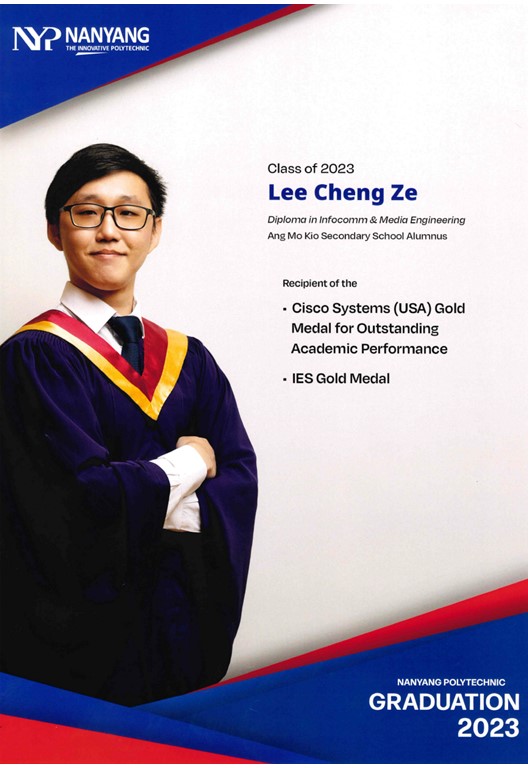 NYP NANYANG
THE INNOVATIVE POLYTECHNIC
Class of 2023
Lee Cheng Ze
Diploma in Infocomm & Media Engineering
Ang Mo Kio Secondary School Alumnus
Recipient of the
• Cisco Systems (USA) Gold
Medal for Outstanding
Academic Performance
• IES Gold Medal
NANYANG POLYTECHNIC
GRADUATION
2023